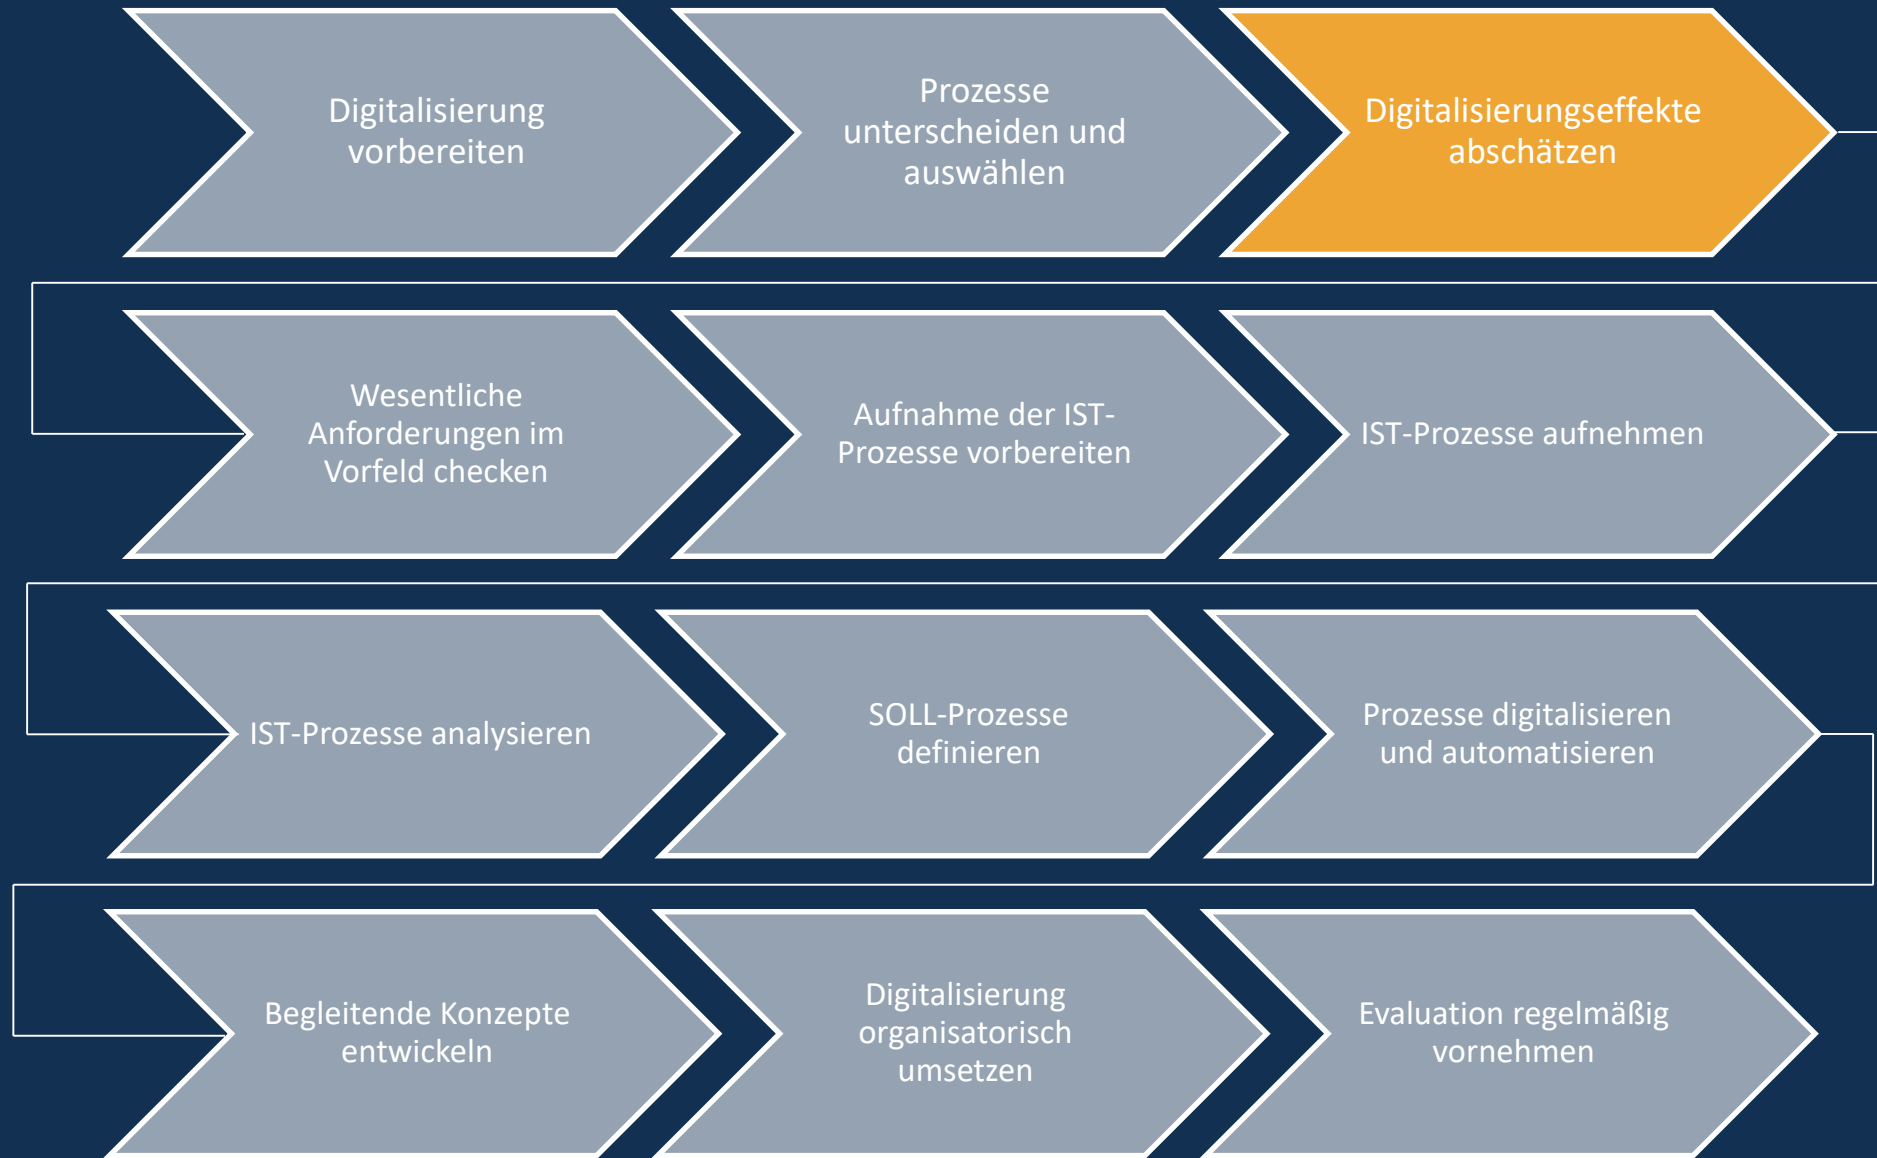 Digitalisierung
vorbereiten
Prozesse
unterscheiden und
auswählen
Digitalisierungseffekte
abschätzen
Wesentliche
Anforderungen im
Vorfeld checken
Aufnahme der IST-
Prozesse vorbereiten
IST-Prozesse aufnehmen
IST-Prozesse analysieren
SOLL-Prozesse
definieren
Prozesse digitalisieren
und automatisieren
Begleitende Konzepte
entwickeln
Digitalisierung
organisatorisch
umsetzen
Evaluation regelmäßig
vornehmen